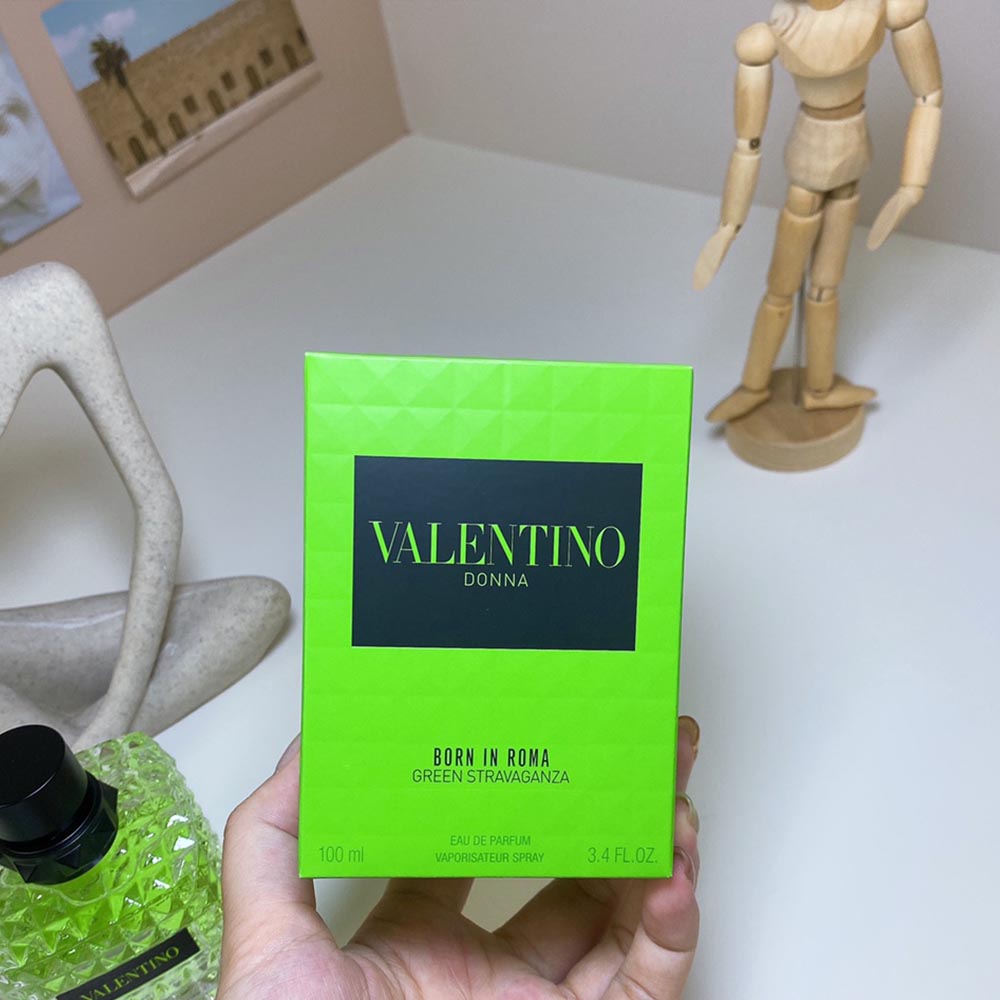 VALENTINO
DONNA
BORN IN ROMA
GREEN STRAVAGANZA
EAU DE PARFUM
100 ml VAPORISATEUR SPRAY 3.4 FL.OZ.
VALENTINO